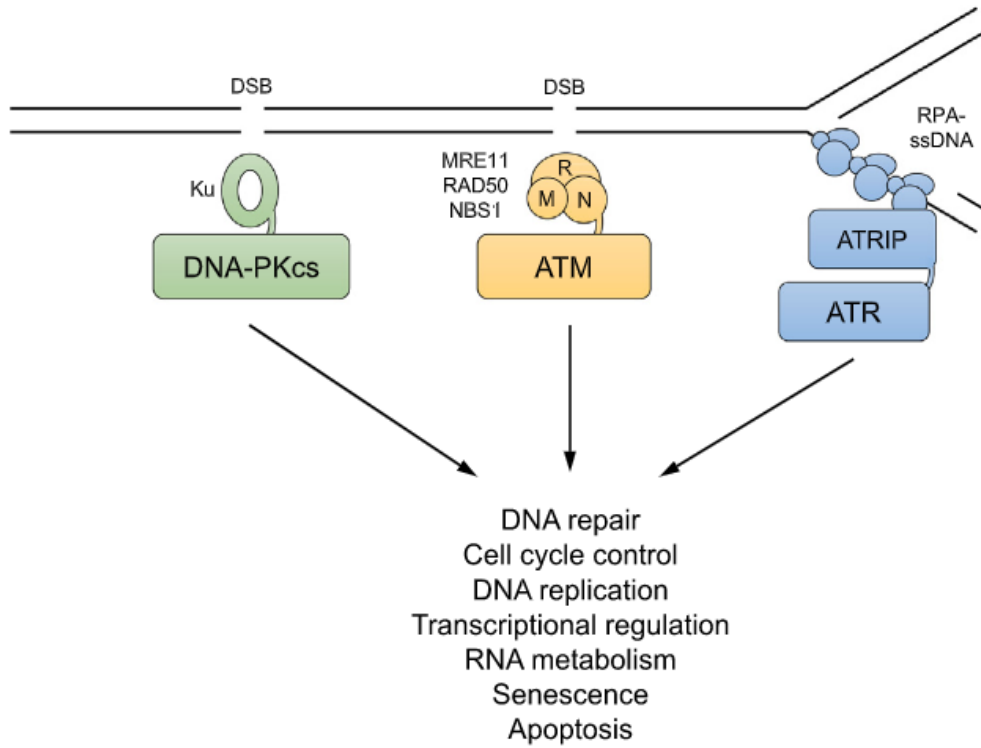 DSB
DSB
RPA-
ssDNA
Ku
MRE11
RAD50
NBS1
R
M
N
DNA-PKcs
ATM
ATRIP
ATR
DNA repair
Cell cycle control
DNA replication
Transcriptional regulation
RNA metabolism
Senescence
Apoptosis